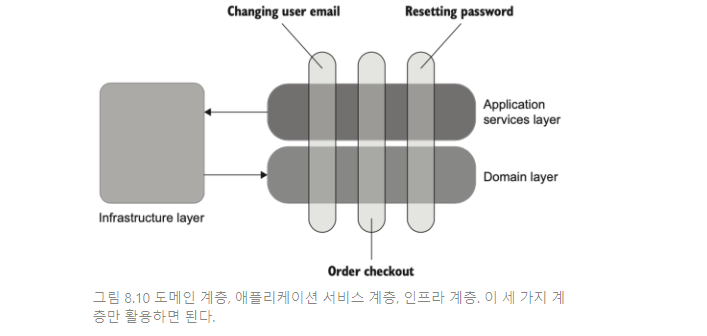 Changing user email
Resetting password
Application
services layer
Domain layer
Infrastructure layer
Order checkout
그림 8.10 도메인 계층, 애플리케이션 서비스 계층, 인프라 계층. 이 세 가지 계
층만 활용하면 된다.